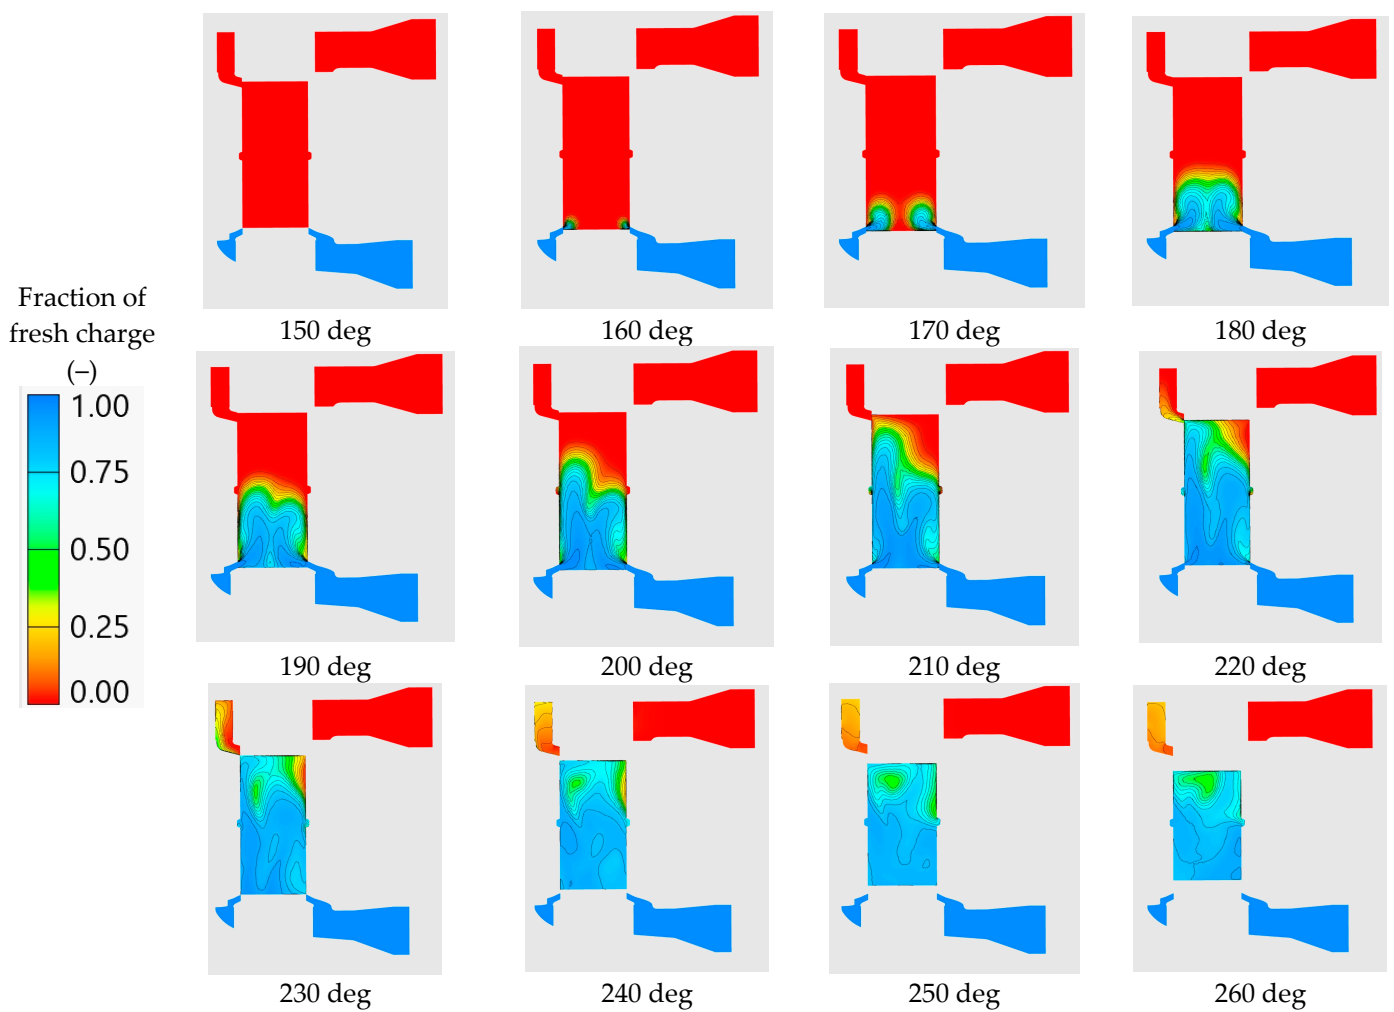 150 deg
160 deg
170 deg
180 deg
Fraction of
fresh charge
(–)
1.00
0.75
0.50
0.25
0.00
190 deg
200 deg
210 deg
220 deg
230 deg
240 deg
250 deg
260 deg